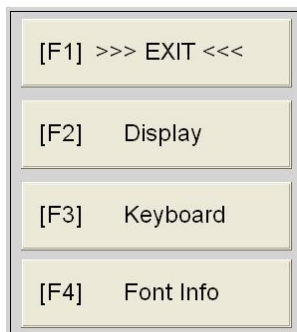 [F1] >>> EXIT <<<
[F2] Display
[F3] Keyboard
[F4] Font Info